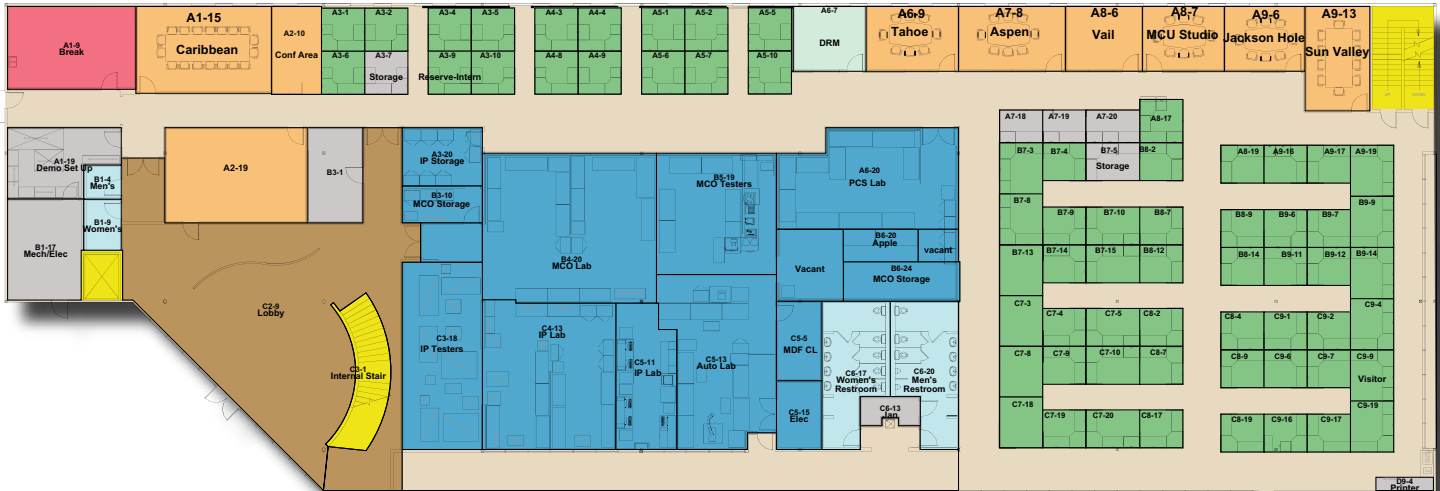 A1-9
Break
A1-15
Caribbean
A2-10
Conf Area
A3-1
A3-2
A3-6
A3-7
Storage
A3-4
A3-5
A3-9
A3-10
Reserve-Intern
A4-3
A4-4
A4-8
A4-9
A5-1
A5-2
A5-6
A5-7
A5-5
A5-10
A6-7
DRM
A6-9
Tahoe
A7-8
Aspen
A8-6
Vail
A8-7
MCU Studio
A9-6
Jackson Hole
A9-13
Sun Valley
UP
DOWN
A1-19
Demo Set Up
B1-4
Men's
B1-9
Women's
B1-17
Mech/Elec
A2-19
B3-1
A3-20
IP Storage
B3-10
MCO Storage
B4-20
MCO Lab
B5-19
MCO Testers
A6-20
PCS Lab
B6-20
Apple
vacant
Vacant
B6-24
MCO Storage
C2-9
Lobby
C3-1
Internal Stair
C3-18
IP Testers
C4-13
IP Lab
C5-11
IP Lab
C5-13
Auto Lab
C5-5
MDF CL
C5-15
Elec
C6-17
Women's
Restroom
C6-20
Men's
Restroom
C6-13
Jan
A7-18
A7-19
A7-20
A8-17
B7-3
B7-4
B7-5
Storage
B8-2
B7-8
B7-9
B7-10
B8-7
B7-13
B7-14
B7-15
B8-12
C7-3
C7-4
C7-5
C8-2
C7-8
C7-9
C7-10
C8-7
C7-18
C7-19
C7-20
C8-17
A8-19
A9-16
A9-17
A9-19
B8-9
B9-6
B9-7
B9-9
B8-14
B9-11
B9-12
B9-14
C8-4
C9-1
C9-2
C9-4
C8-9
C9-6
C9-7
C9-9
Visitor
C8-19
C9-16
C9-17
C9-19
D9-4
Printer